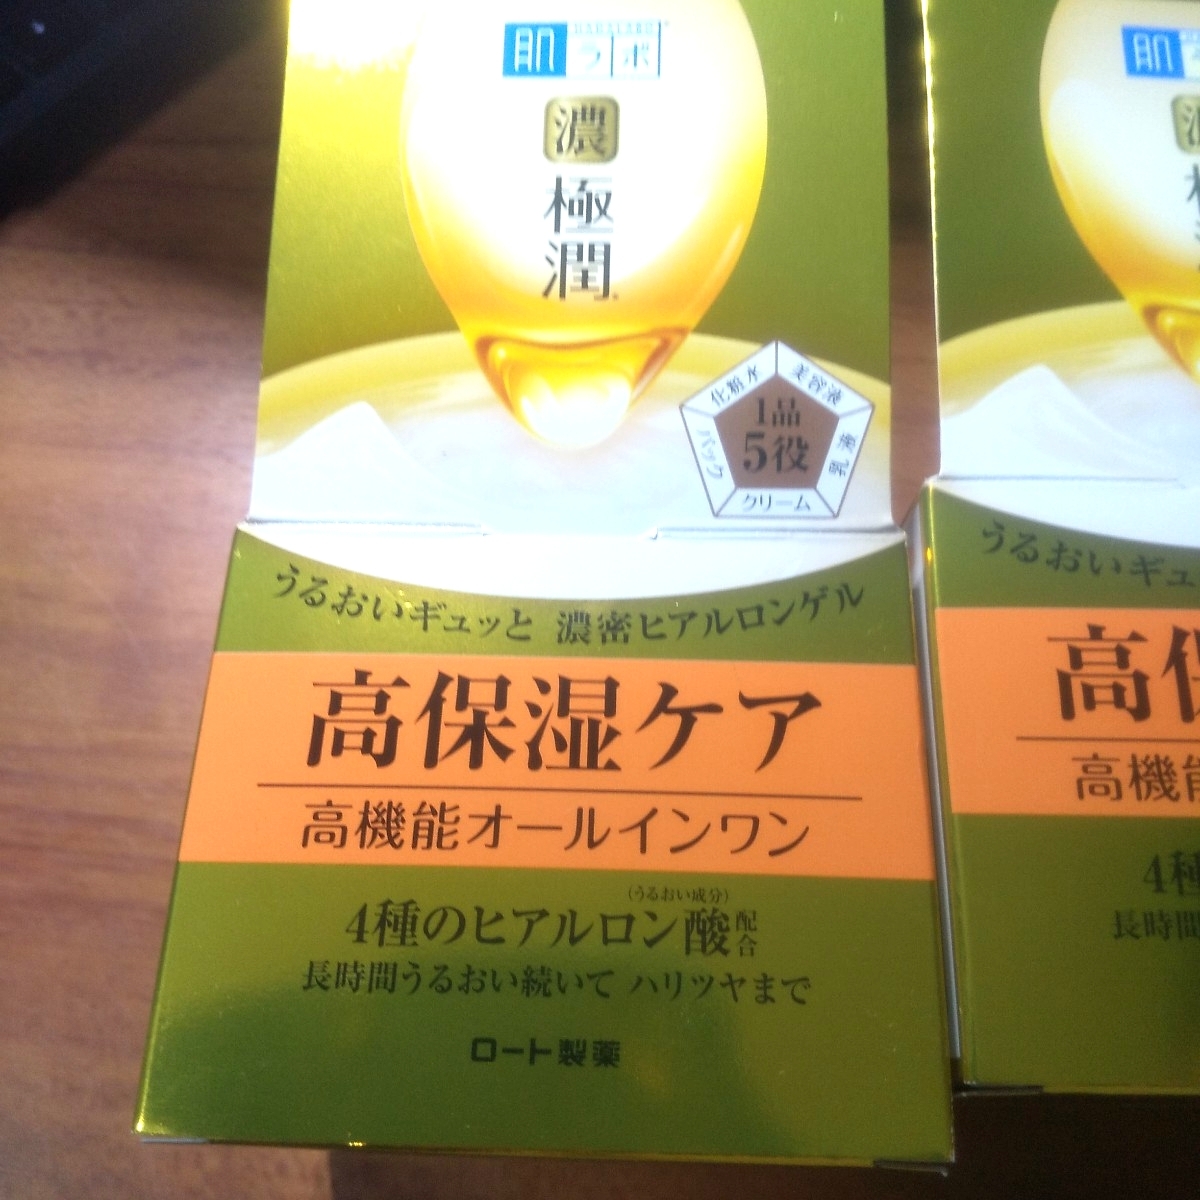 HADALABO
肌ラボ
濃
極
潤
化粧水
美容液
乳液
クリーム
パック
1品
5役
うるおいギュッと 濃密ヒアルロンゲル
高保湿ケア
高機能オールインワン
(うるおい成分)
4種のヒアルロン酸配合
長時間うるおい続いて ハリツヤまで
ロート製薬
肌
うるおいギュ
高
高機
4種
長時間